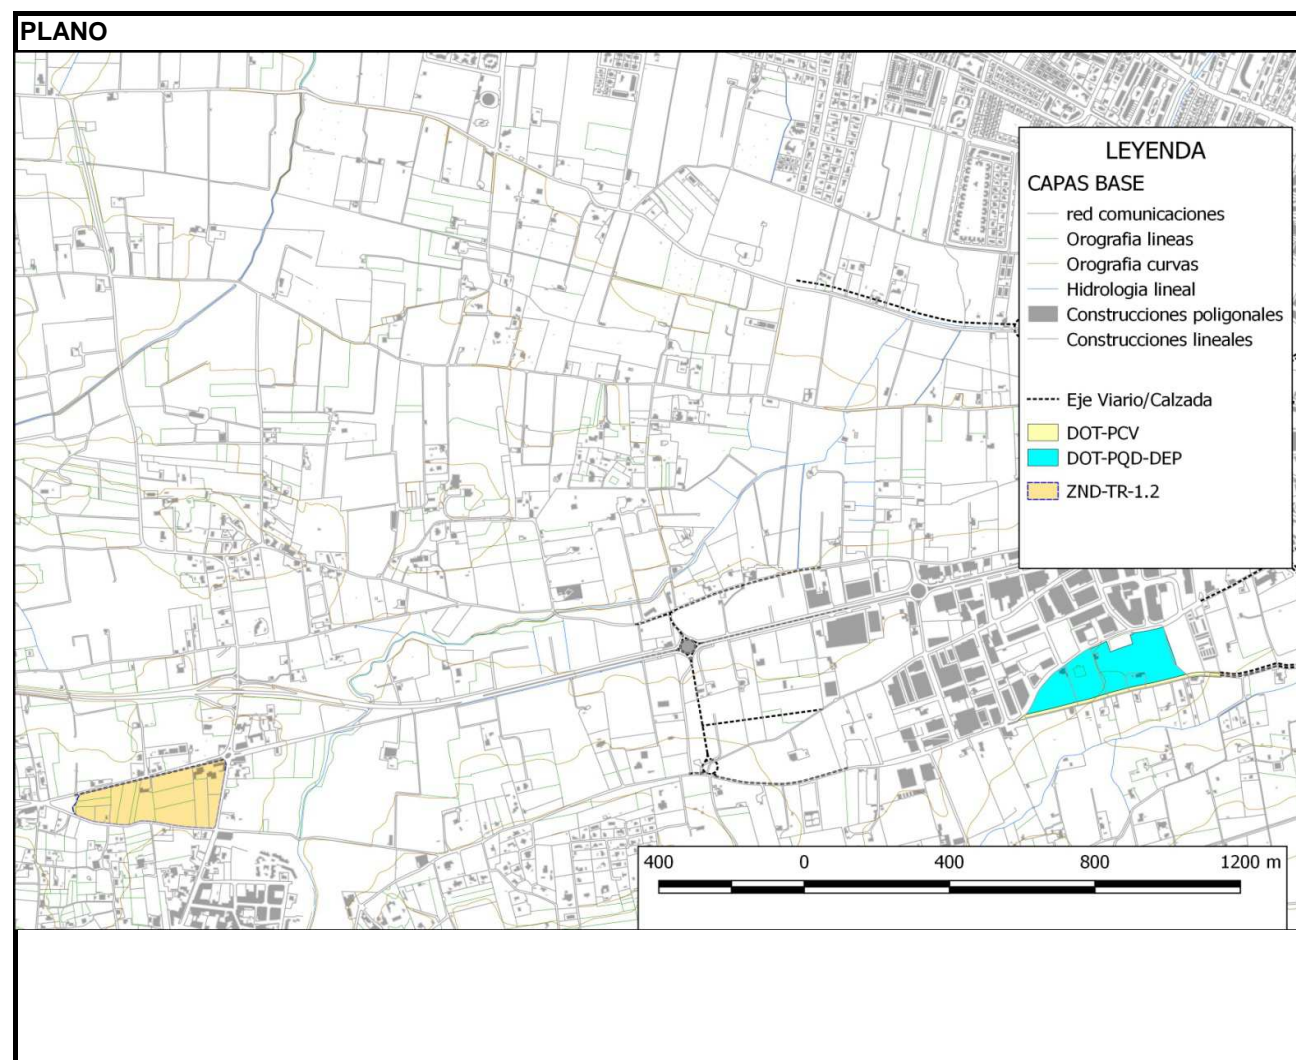 PLANO
LEYENDA
CAPAS BASE
red comunicaciones
Orografia lineas
Orografia curvas
Hidrologia lineal
Construcciones poligonales
Construcciones lineales
Eje Viario/Calzada
DOT-PCV
DOT-PQD-DEP
ZND-TR-1.2
400 0 400 800 1200 m